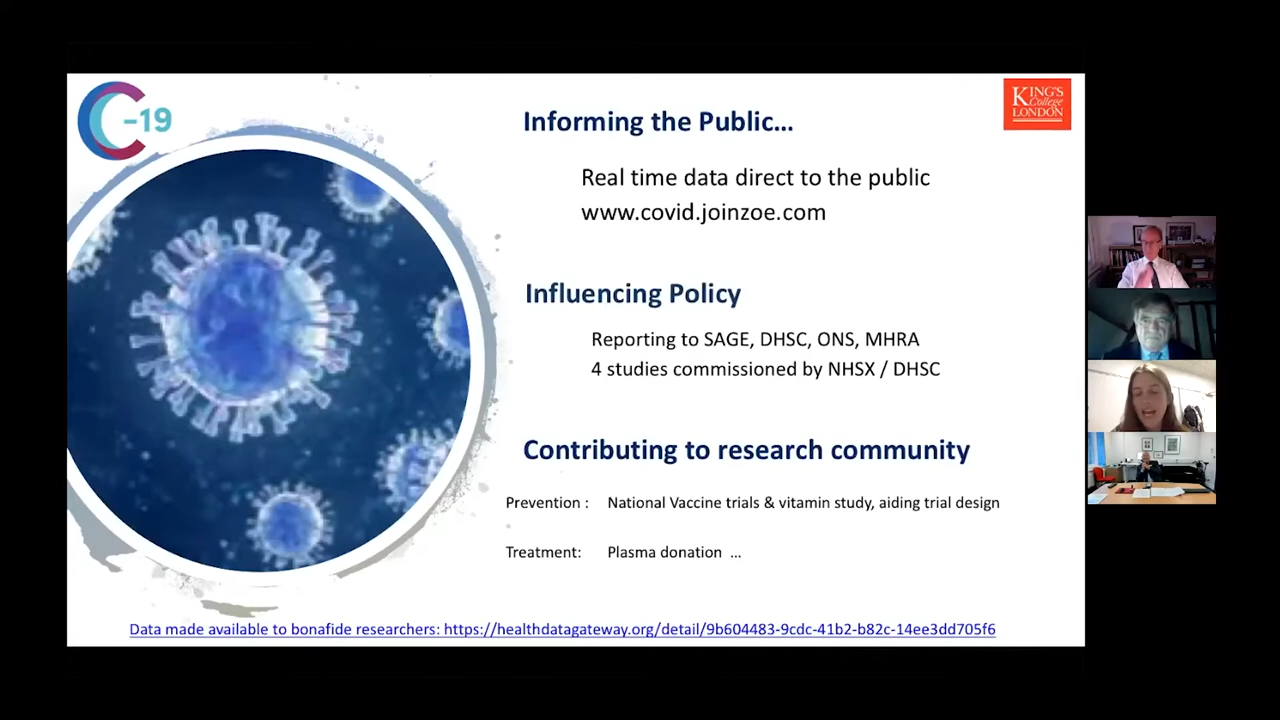 C-19
KING'S
College
LONDON
Informing the Public...
Real time data direct to the public
www.covid.joinzoe.com
Influencing Policy
Reporting to SAGE, DHSC, ONS, MHRA
4 studies commissioned by NHSX / DHSC
Contributing to research community
Prevention : National Vaccine trials & vitamin study, aiding trial design
Treatment: Plasma donation ...
Data made available to bonafide researchers: https://healthdatagateway.org/detail/9b604483-9cdc-41b2-b82c-14ee3dd705f6